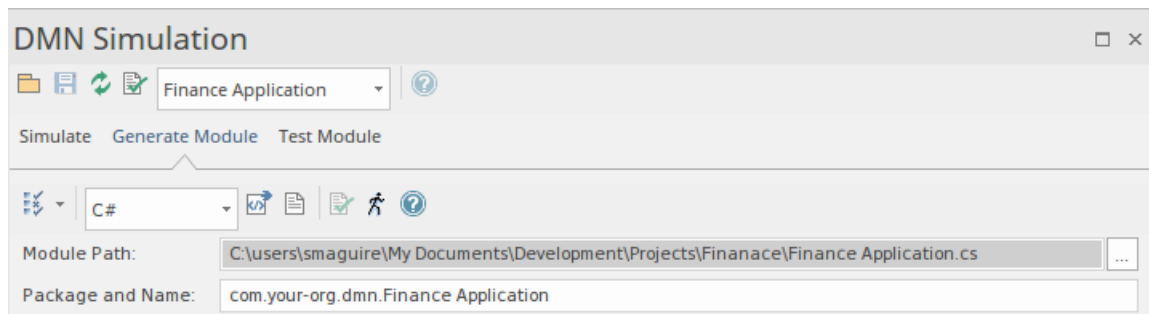 DMN Simulation
Finance Application
Simulate Generate Module Test Module
C#
Module Path: C:\users\smaguire\My Documents\Development\Projects\Finanace\Finance Application.cs ...
Package and Name: com.your-org.dmn.Finance Application